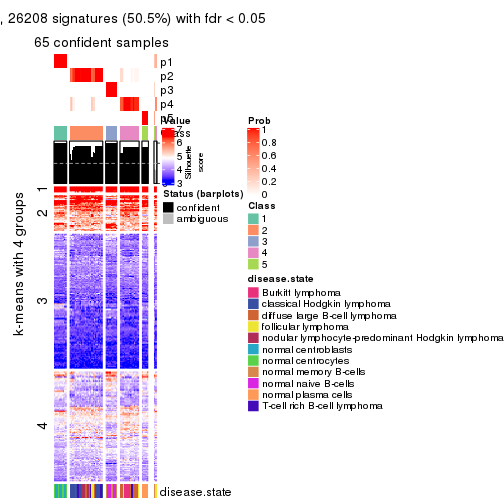 , 26208 signatures (50.5%) with fdr < 0.05
65 confident samples
p1
p2
p3
p4
p5
Value
Class
7
6
5
4
3
3
Silhouette
score
Prob
1
0.8
0.6
0.4
0.2
0
Status (barplots)
confident
ambiguous
Class
1
2
3
4
5
k-means with 4 groups
1
2
3
4
disease.state
Burkitt lymphoma
classical Hodgkin lymphoma
diffuse large B-cell lymphoma
follicular lymphoma
nodular lymphocyte-predominant Hodgkin lymphoma
normal centroblasts
normal centrocytes
normal memory B-cells
normal naive B-cells
normal plasma cells
T-cell rich B-cell lymphoma
disease.state